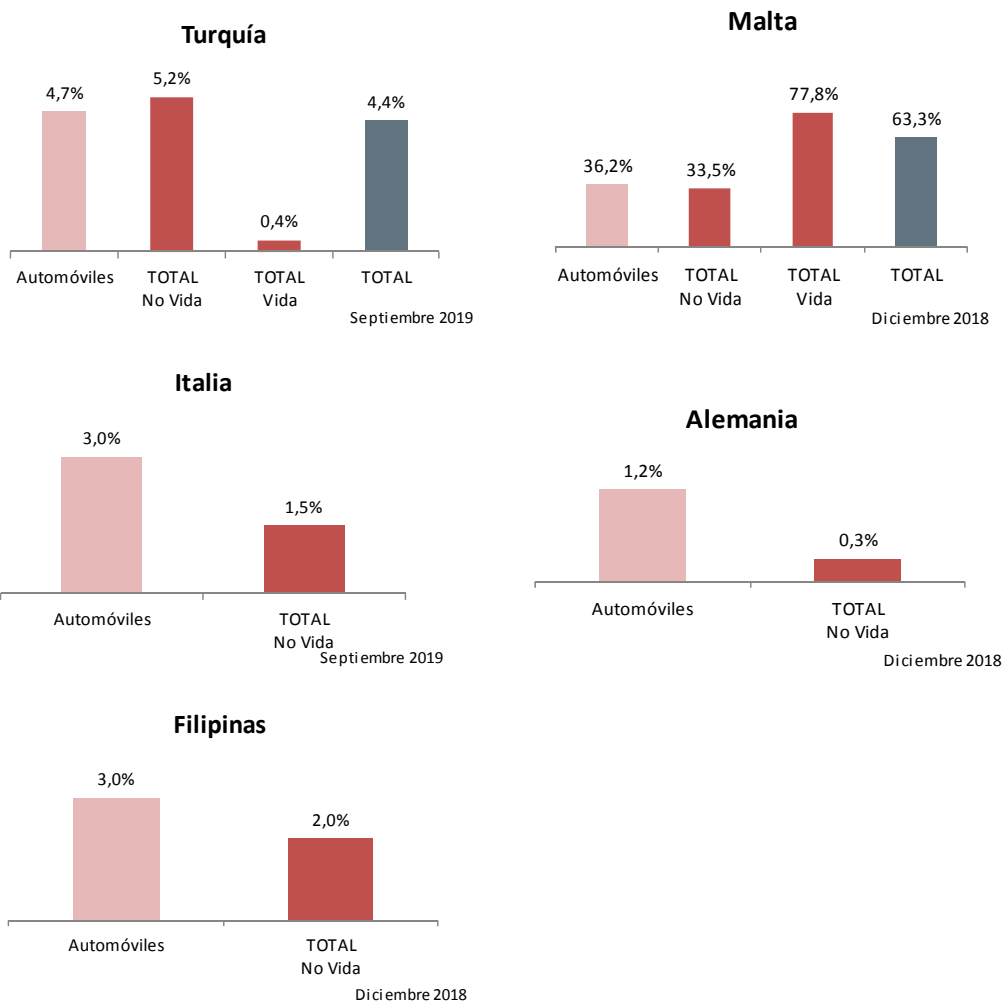 Turquía
4,7%
5,2%
0,4%
4,4%
Automóviles
TOTAL
No Vida
TOTAL
Vida
TOTAL
Septiembre 2019
Malta
36,2%
33,5%
77,8%
63,3%
Automóviles
TOTAL
No Vida
TOTAL
Vida
TOTAL
Diciembre 2018
Italia
3,0%
1,5%
Automóviles
TOTAL
No Vida
Septiembre 2019
Alemania
1,2%
0,3%
Automóviles
TOTAL
No Vida
Diciembre 2018
Filipinas
3,0%
2,0%
Automóviles
TOTAL
No Vida
Diciembre 2018